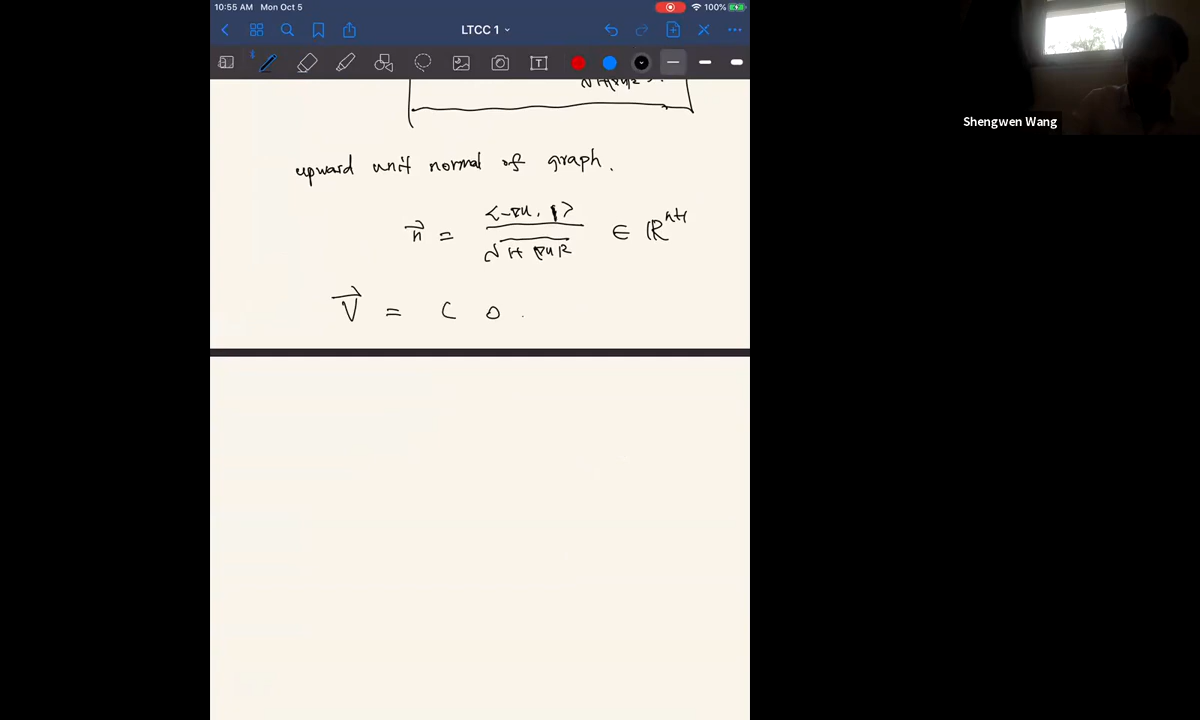 10:55 AM Mon Oct 5
100%
LTCC 1
Shengwen Wang
upward unit normal of graph.
n⃗ = <-∇u, 1> / √1+|∇u|² ∈ ℝⁿ⁺¹
V⃗ = ( 0 .